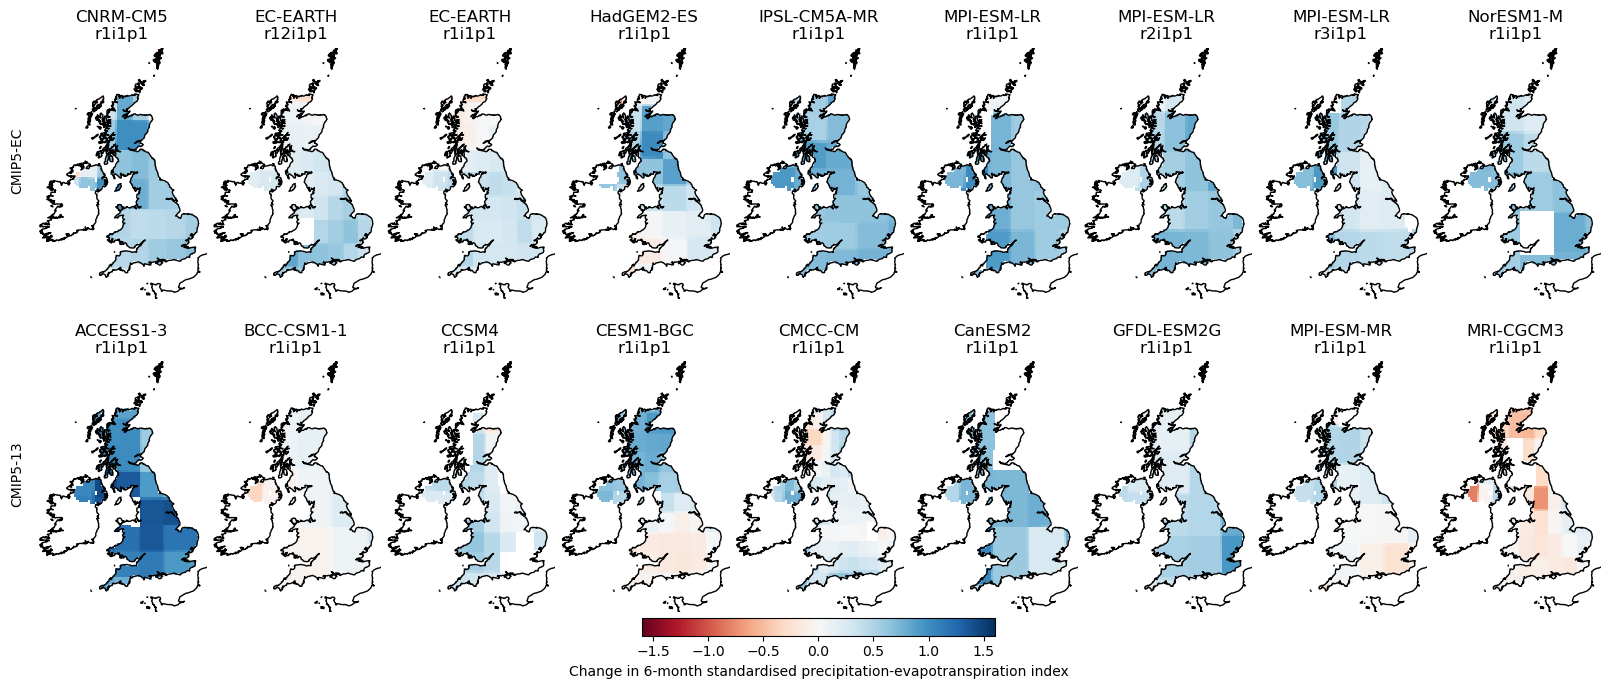 CNRM-CM5 EC-EARTH EC-EARTH HadGEM2-ES IPSL-CM5A-MR MPI-ESM-LR MPI-ESM-LR MPI-ESM-LR NorESM1-M
r1i1p1 r12i1p1 r1i1p1 r1i1p1 r1i1p1 r1i1p1 r2i1p1 r3i1p1 r1i1p1
CMIP5-EC
ACCESS1-3 BCC-CSM1-1 CCSM4 CESM1-BGC CMCC-CM CanESM2 GFDL-ESM2G MPI-ESM-MR MRI-CGCM3
r1i1p1 r1i1p1 r1i1p1 r1i1p1 r1i1p1 r1i1p1 r1i1p1 r1i1p1 r1i1p1
CMIP5-13
−1.5 −1.0 −0.5 0.0 0.5 1.0 1.5
Change in 6-month standardised precipitation-evapotranspiration index